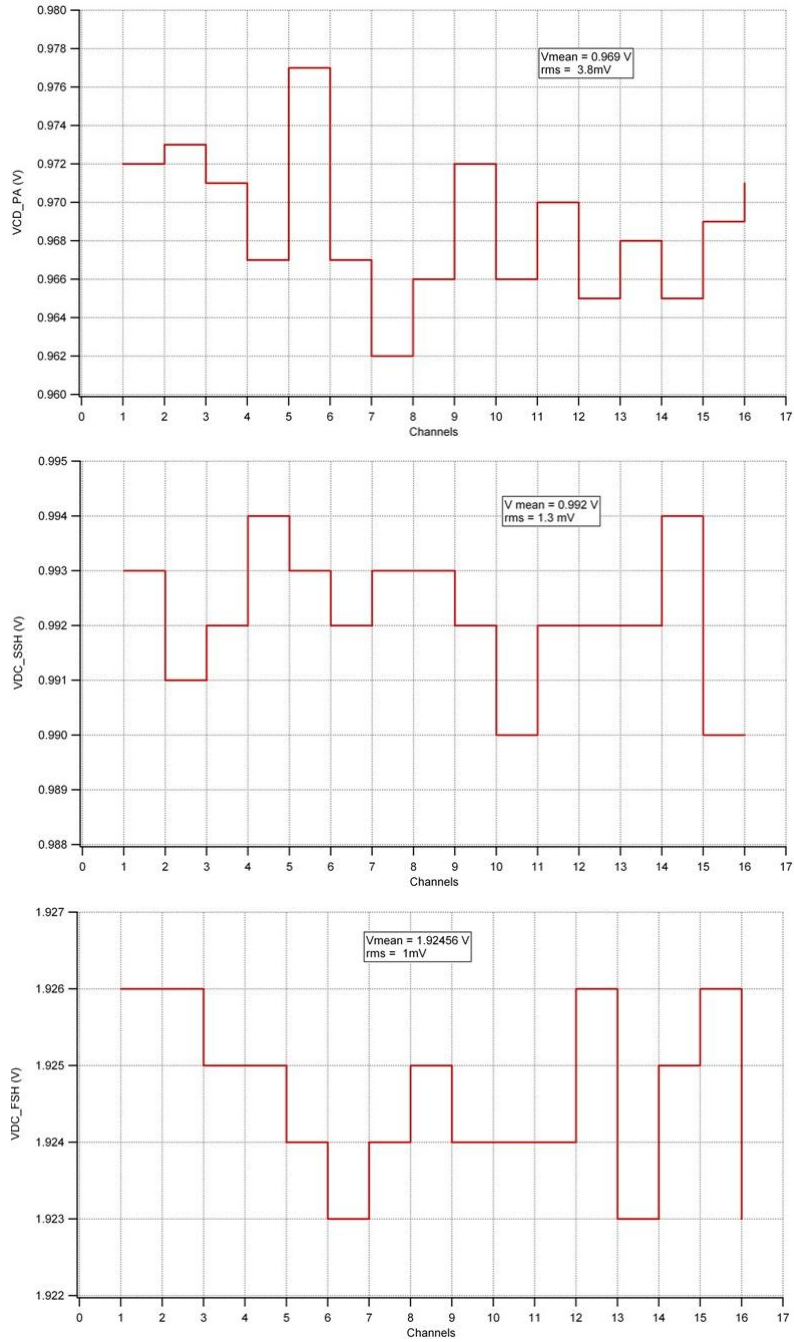 0.980
0.978
0.976
0.974
0.972
0.970
0.968
0.966
0.964
0.962
0.960
VCD_PA (V)
Vmean = 0.969 V
rms = 3.8mV
0 1 2 3 4 5 6 7 8 9 10 11 12 13 14 15 16 17
Channels
0.995
0.994
0.993
0.992
0.991
0.990
0.989
0.988
VDC_SSH (V)
V mean = 0.992 V
rms = 1.3 mV
0 1 2 3 4 5 6 7 8 9 10 11 12 13 14 15 16 17
Channels
1.927
1.926
1.925
1.924
1.923
1.922
VDC_FSH (V)
Vmean = 1.92456 V
rms = 1mV
0 1 2 3 4 5 6 7 8 9 10 11 12 13 14 15 16 17
Channels